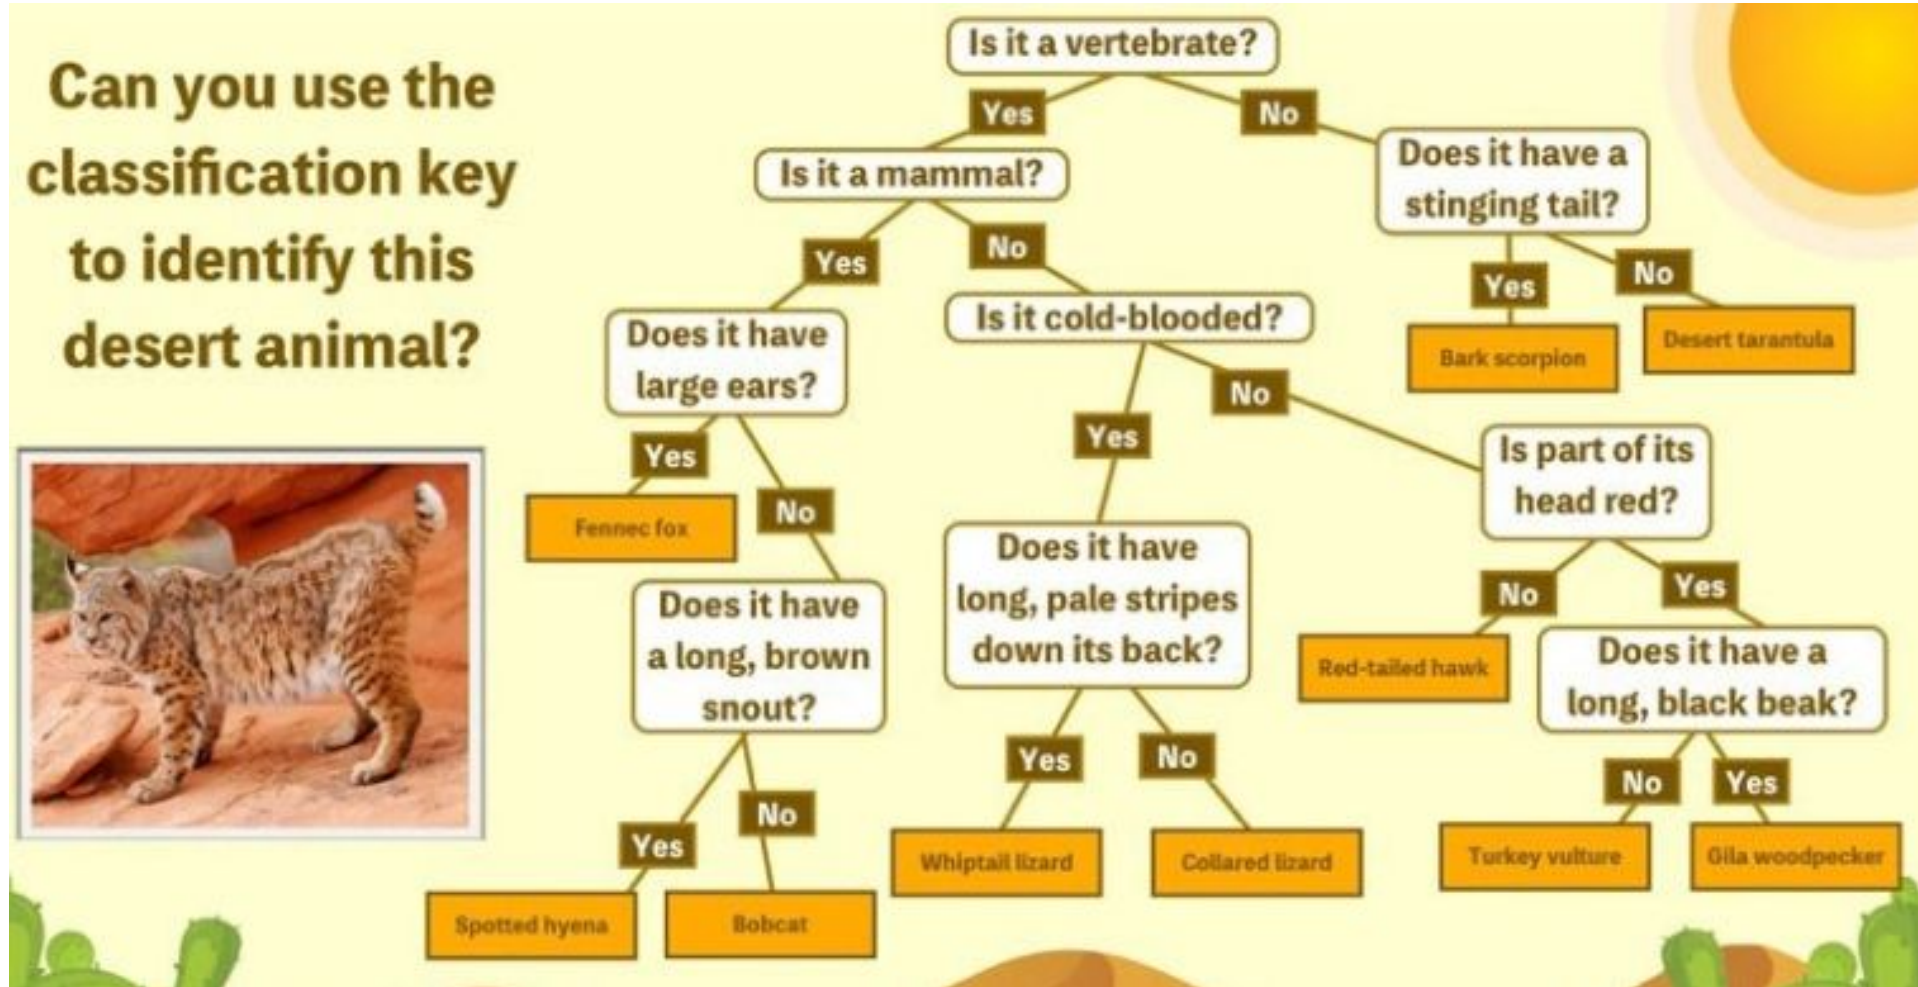 Can you use the
classification key
to identify this
desert animal?
Is it a vertebrate?
Yes
No
Is it a mammal?
Does it have a
stinging tail?
Yes
No
Yes
No
Bark scorpion
Desert tarantula
Does it have
large ears?
Is it cold-blooded?
Yes
No
Yes
No
Fennec fox
Is part of its
head red?
Does it have
a long, brown
snout?
Does it have
long, pale stripes
down its back?
No
Yes
Red-tailed hawk
Does it have a
long, black beak?
Yes
No
Yes
No
No
Yes
Spotted hyena
Bobcat
Whiptail lizard
Collared lizard
Turkey vulture
Gila woodpecker